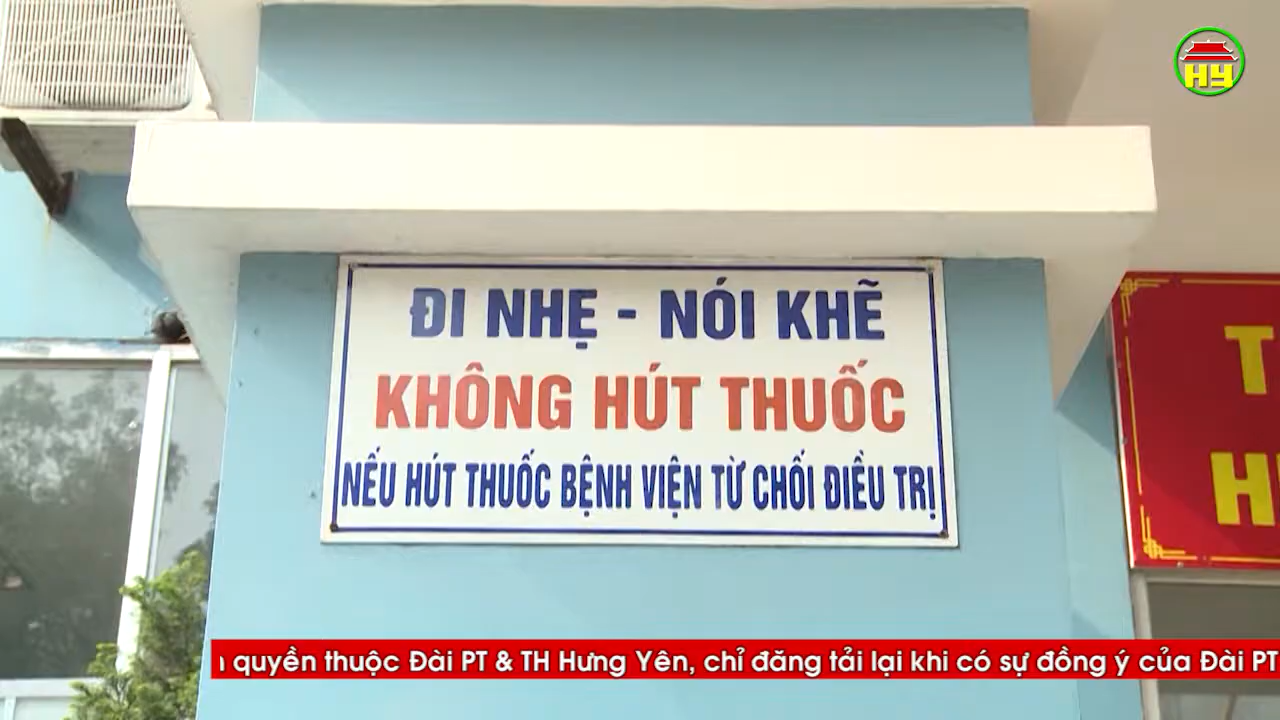 HY
ĐI NHẸ - NÓI KHẼ
KHÔNG HÚT THUỐC
NẾU HÚT THUỐC BỆNH VIỆN TỪ CHỐI ĐIỀU TRỊ
T
H
quyền thuộc Đài PT & TH Hưng Yên, chỉ đăng tải lại khi có sự đồng ý của Đài PT